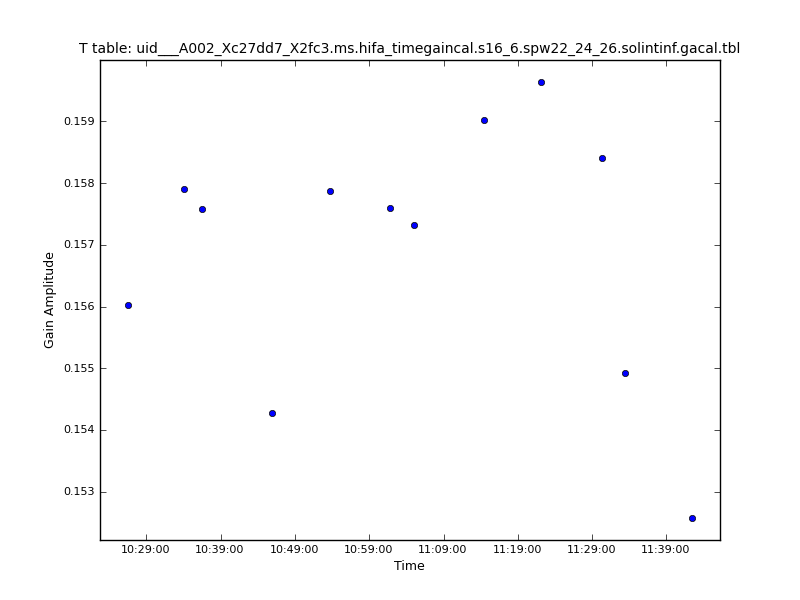 T table: uid___A002_Xc27dd7_X2fc3.ms.hifa_timegaincal.s16_6.spw22_24_26.solintinf.gacal.tbl
0.159
0.158
0.157
0.156
0.155
0.154
0.153
Gain Amplitude
10:29:00 10:39:00 10:49:00 10:59:00 11:09:00 11:19:00 11:29:00 11:39:00
Time